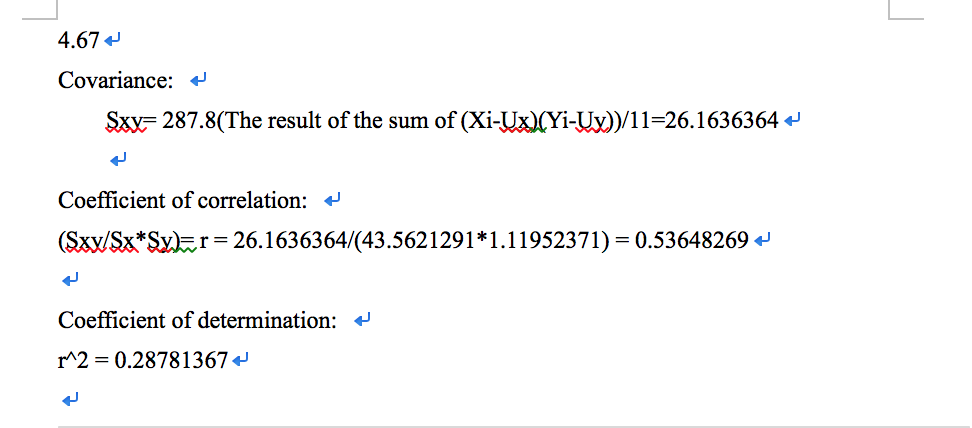 4.67
Covariance:
Sxy= 287.8(The result of the sum of (Xi-Ux)(Yi-Uy))/11=26.1636364
Coefficient of correlation:
(Sxy/Sx*Sy)= r = 26.1636364/(43.5621291*1.11952371) = 0.53648269
Coefficient of determination:
r^2 = 0.28781367